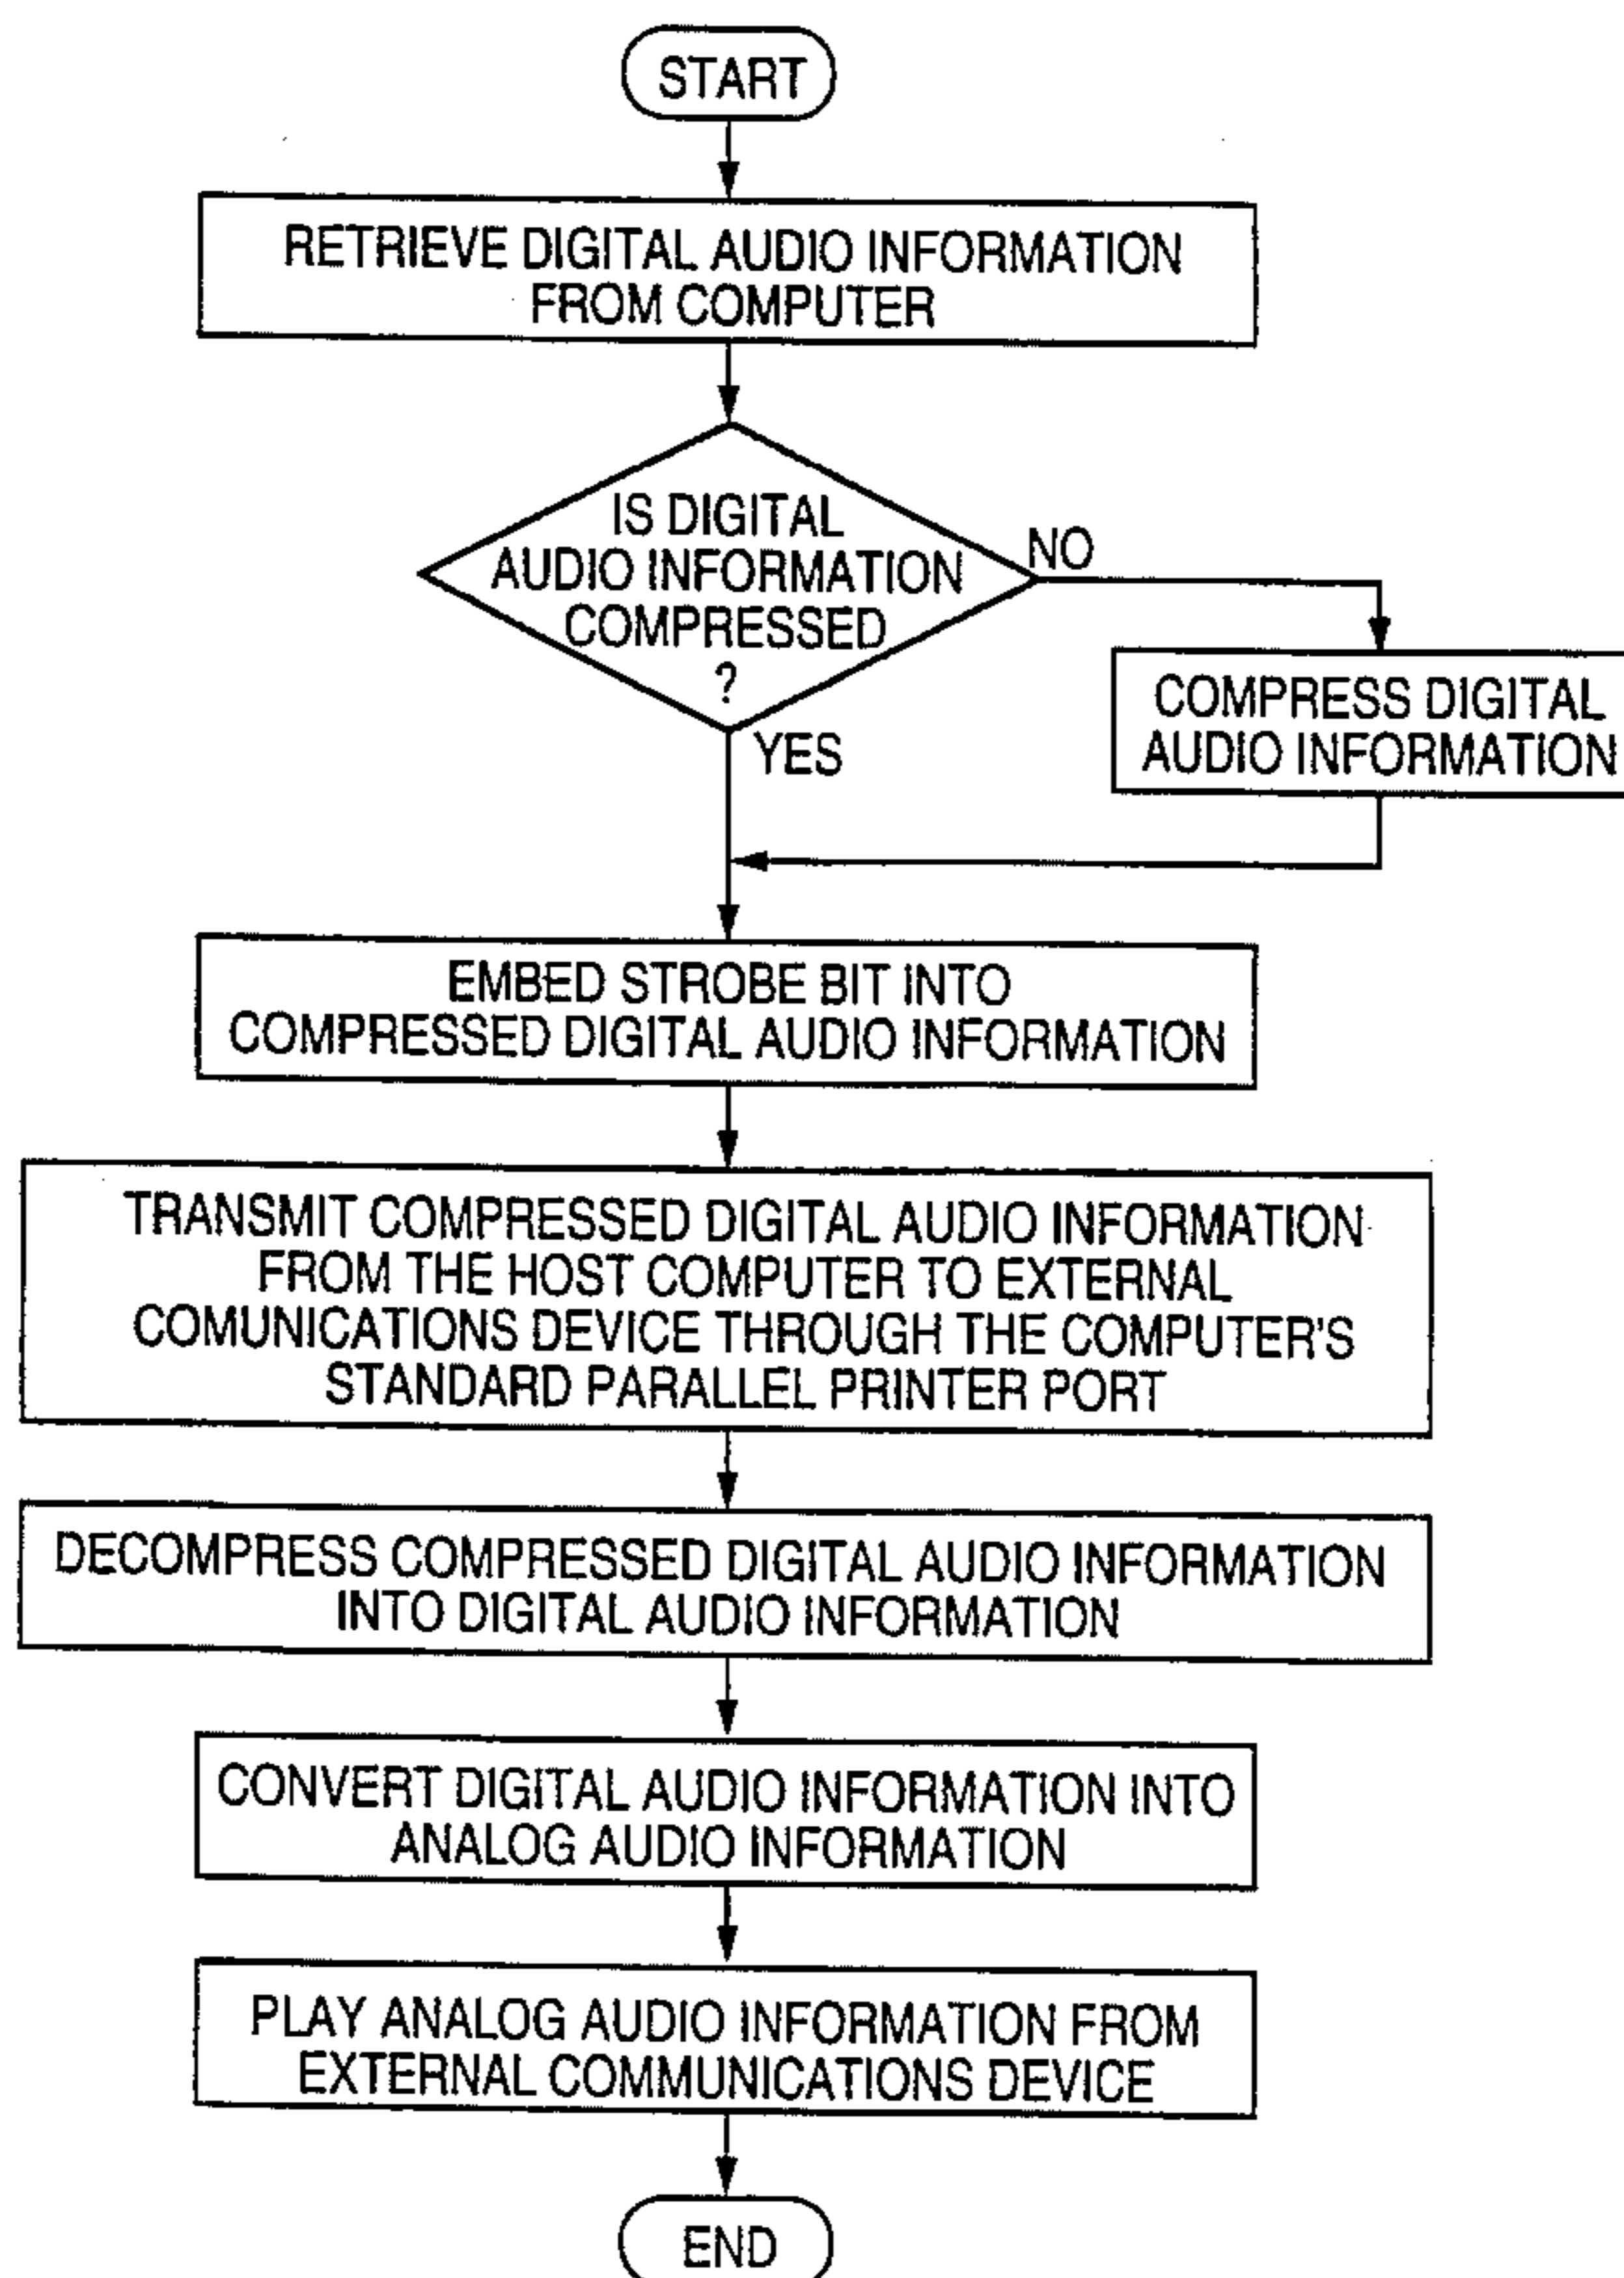 START
RETRIEVE DIGITAL AUDIO INFORMATION
FROM COMPUTER
IS DIGITAL
AUDIO INFORMATION
COMPRESSED
?
NO
COMPRESS DIGITAL
AUDIO INFORMATION
YES
EMBED STROBE BIT INTO
COMPRESSED DIGITAL AUDIO INFORMATION
TRANSMIT COMPRESSED DIGITAL AUDIO INFORMATION
FROM THE HOST COMPUTER TO EXTERNAL
COMUNICATIONS DEVICE THROUGH THE COMPUTER'S
STANDARD PARALLEL PRINTER PORT
DECOMPRESS COMPRESSED DIGITAL AUDIO INFORMATION
INTO DIGITAL AUDIO INFORMATION
CONVERT DIGITAL AUDIO INFORMATION INTO
ANALOG AUDIO INFORMATION
PLAY ANALOG AUDIO INFORMATION FROM
EXTERNAL COMMUNICATIONS DEVICE
END